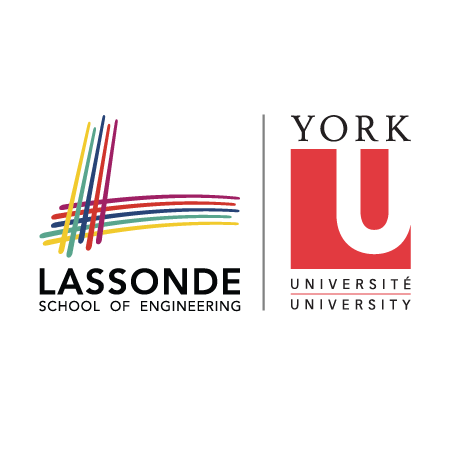 LASSONDE
SCHOOL OF ENGINEERING
YORK
U
UNIVERSITÉ
UNIVERSITY